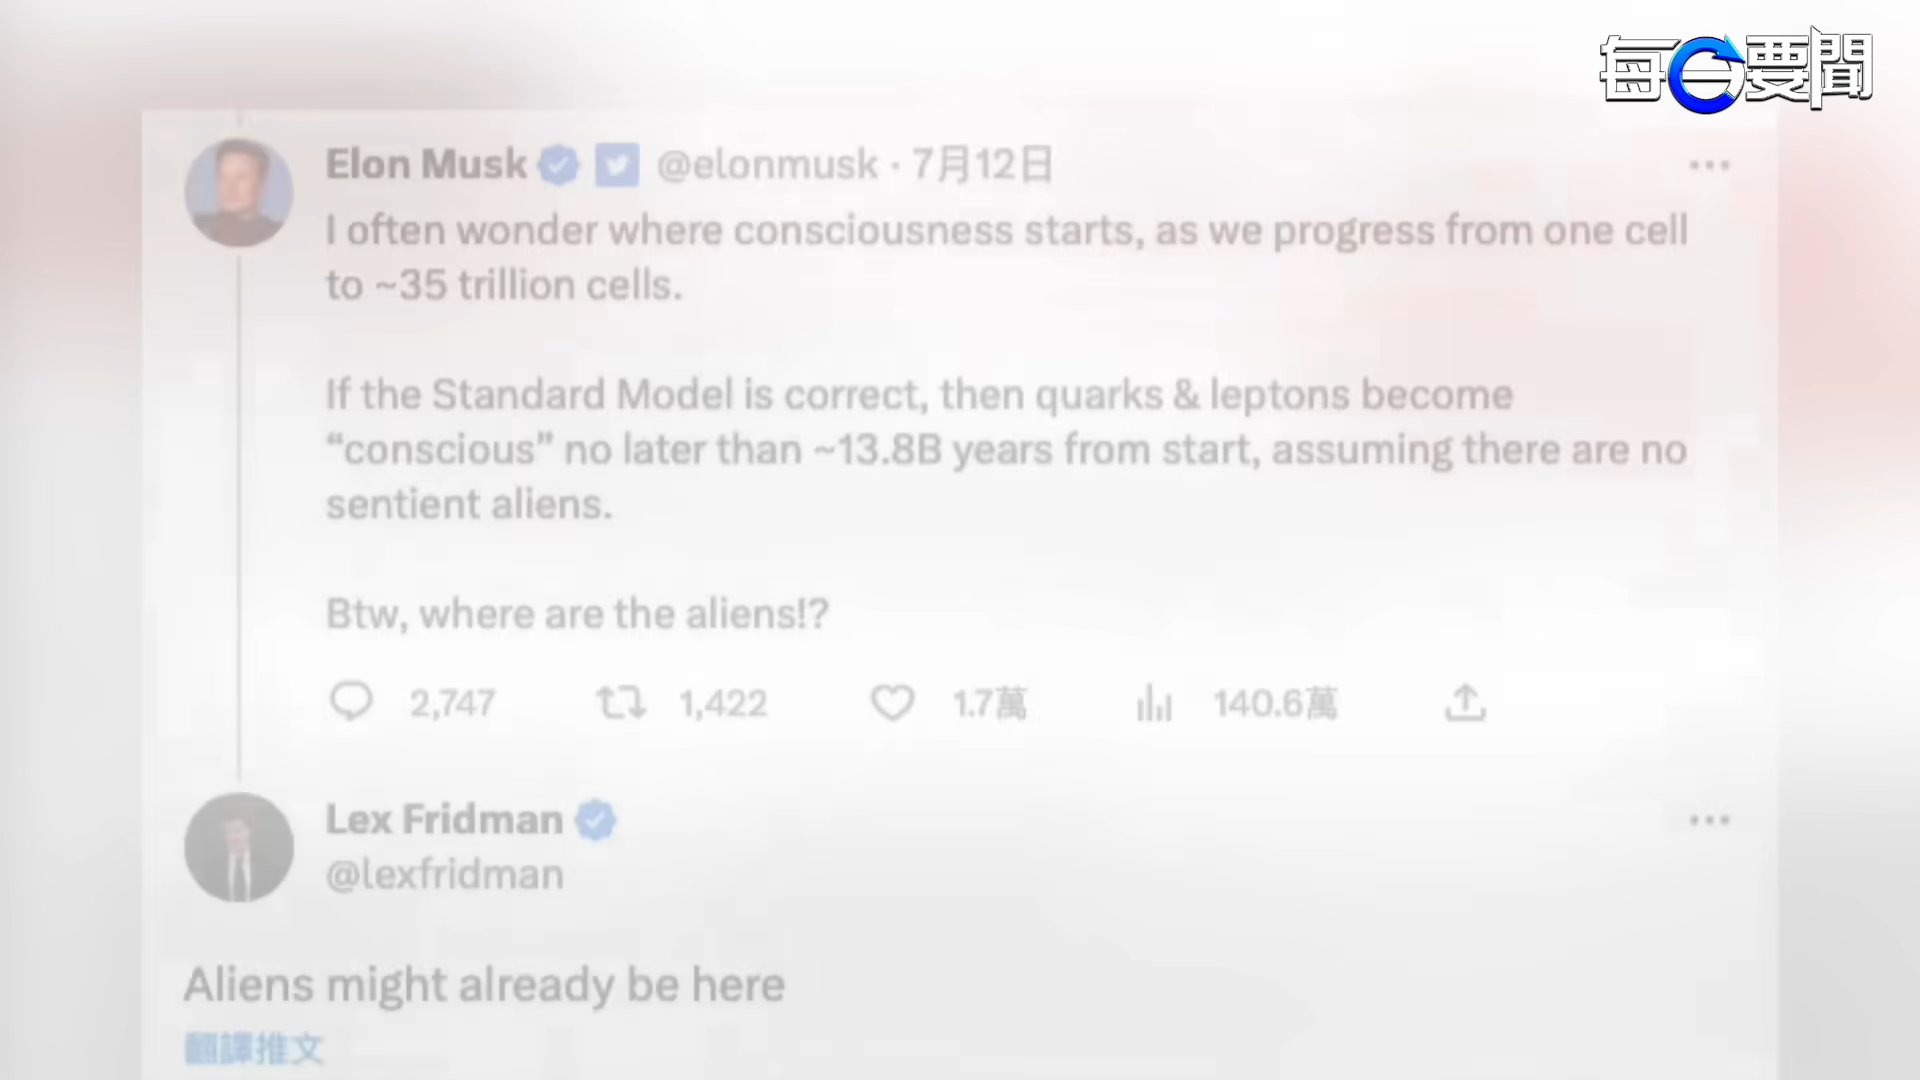 每日要聞
Elon Musk @elonmusk · 7月12日
I often wonder where consciousness starts, as we progress from one cell
to ~35 trillion cells.
If the Standard Model is correct, then quarks & leptons become
“conscious” no later than ~13.8B years from start, assuming there are no
sentient aliens.
Btw, where are the aliens!?
2,747 1,422 1.7萬 140.6萬
Lex Fridman
@lexfridman
Aliens might already be here
翻譯推文